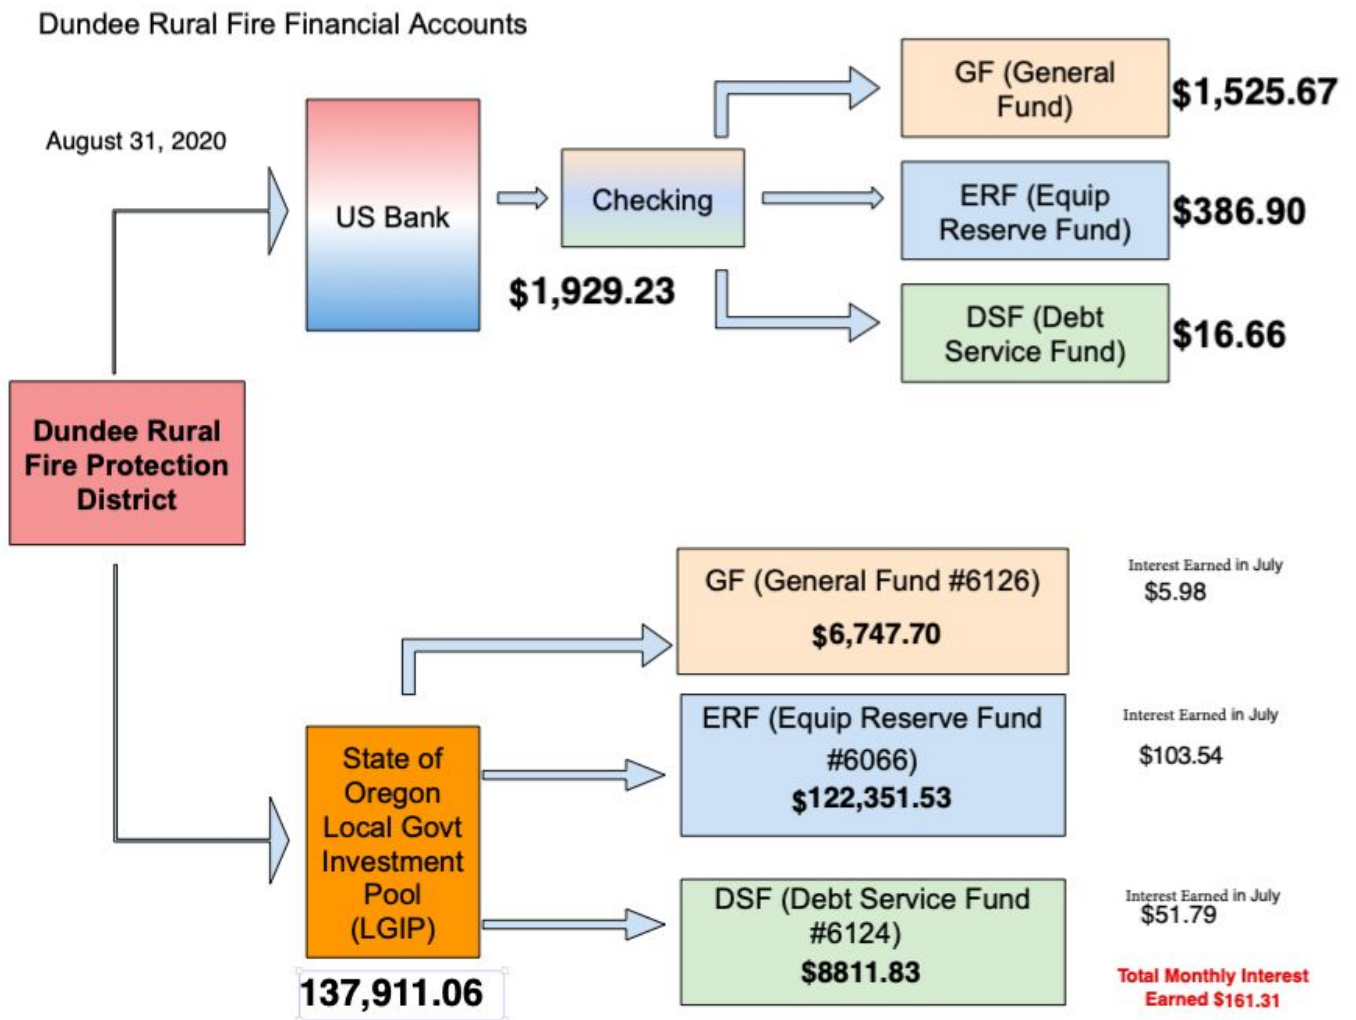 Dundee Rural Fire Financial Accounts
August 31, 2020
US Bank
Checking
$1,929.23
GF (General
Fund)
$1,525.67
ERF (Equip
Reserve Fund)
$386.90
DSF (Debt
Service Fund)
$16.66
Dundee Rural
Fire Protection
District
State of
Oregon
Local Govt
Investment
Pool
(LGIP)
137,911.06
GF (General Fund #6126)
$6,747.70
Interest Earned in July
$5.98
ERF (Equip Reserve Fund
#6066)
$122,351.53
Interest Earned in July
$103.54
DSF (Debt Service Fund
#6124)
$8811.83
Interest Earned in July
$51.79
Total Monthly Interest
Earned $161.31